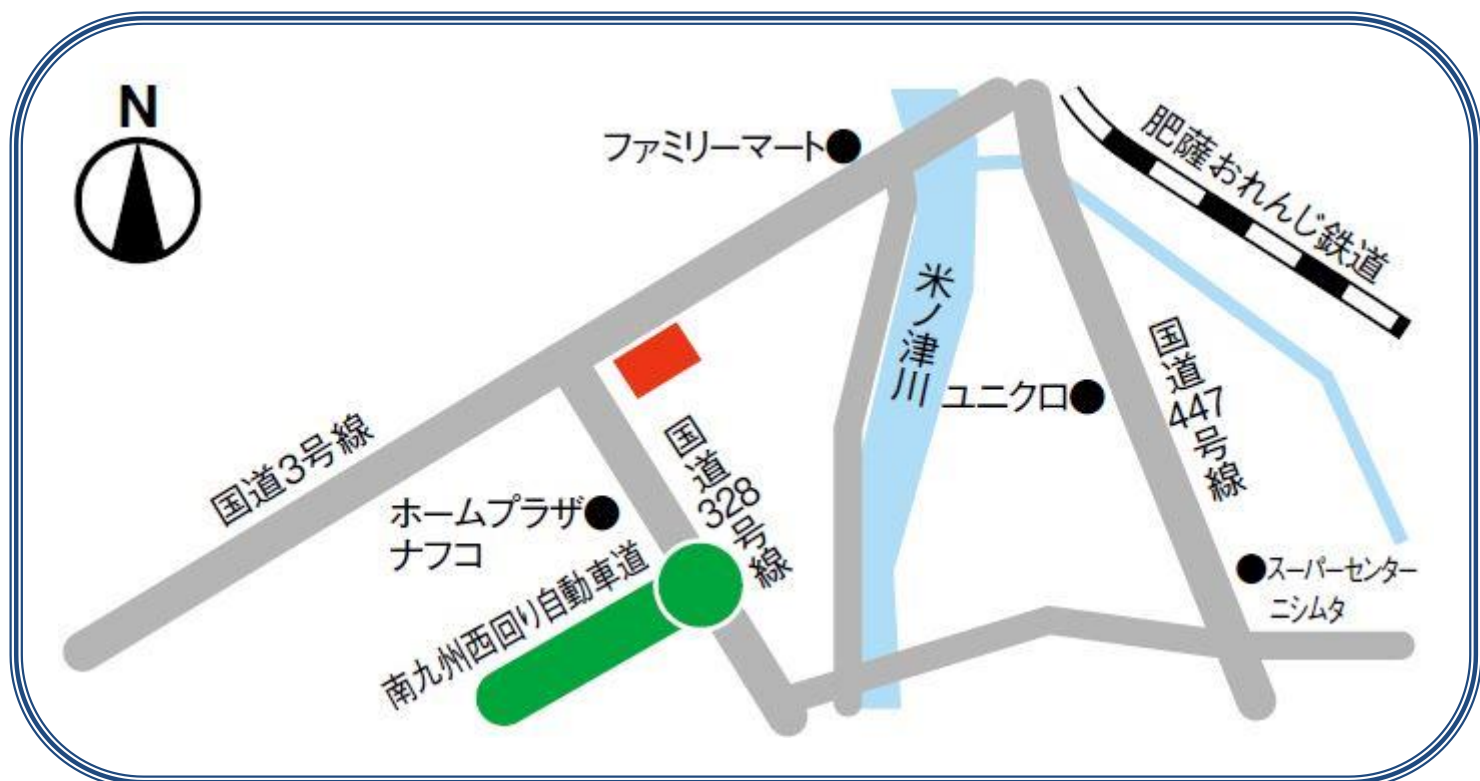 N
ファミリーマート
肥薩おれんじ鉄道
米ノ津川
ユニクロ
国道447号線
国道3号線
国道328号線
ホームプラザ
ナフコ
南九州西回り自動車道
スーパーセンター
ニシムタ